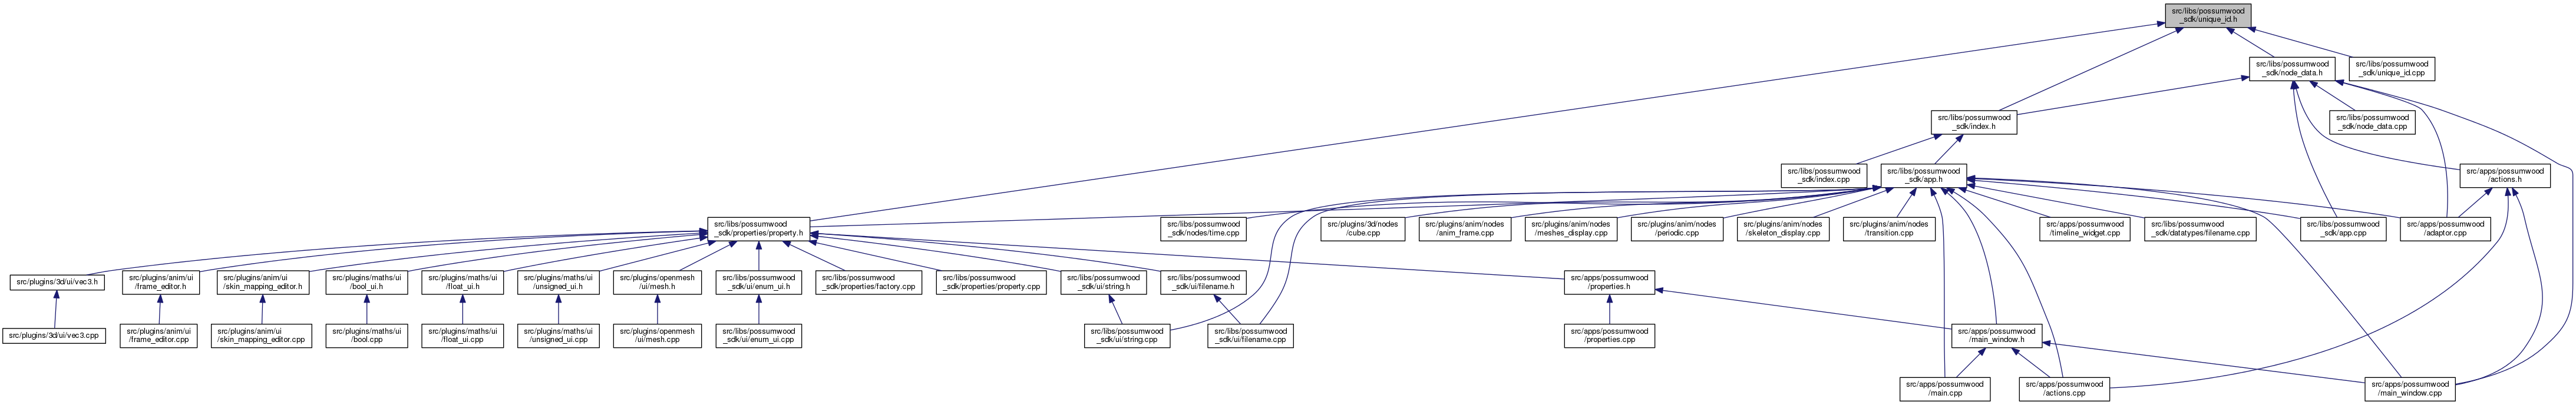 src/libs/possumwood
_sdk/unique_id.h
src/libs/possumwood
_sdk/node_data.h
src/libs/possumwood
_sdk/unique_id.cpp
src/libs/possumwood
_sdk/index.h
src/libs/possumwood
_sdk/node_data.cpp
src/libs/possumwood
_sdk/index.cpp
src/libs/possumwood
_sdk/app.h
src/apps/possumwood
/actions.h
src/libs/possumwood
_sdk/properties/property.h
src/libs/possumwood
_sdk/nodes/time.cpp
src/plugins/3d/nodes
/cube.cpp
src/plugins/anim/nodes
/anim_frame.cpp
src/plugins/anim/nodes
/meshes_display.cpp
src/plugins/anim/nodes
/periodic.cpp
src/plugins/anim/nodes
/skeleton_display.cpp
src/plugins/anim/nodes
/transition.cpp
src/apps/possumwood
/timeline_widget.cpp
src/libs/possumwood
_sdk/datatypes/filename.cpp
src/libs/possumwood
_sdk/app.cpp
src/apps/possumwood
/adaptor.cpp
src/plugins/3d/ui/vec3.h
src/plugins/anim/ui
/frame_editor.h
src/plugins/anim/ui
/skin_mapping_editor.h
src/plugins/maths/ui
/bool_ui.h
src/plugins/maths/ui
/float_ui.h
src/plugins/maths/ui
/unsigned_ui.h
src/plugins/openmesh
/ui/mesh.h
src/libs/possumwood
_sdk/ui/enum_ui.h
src/libs/possumwood
_sdk/properties/factory.cpp
src/libs/possumwood
_sdk/properties/property.cpp
src/libs/possumwood
_sdk/ui/string.h
src/libs/possumwood
_sdk/ui/filename.h
src/apps/possumwood
/properties.h
src/plugins/3d/ui/vec3.cpp
src/plugins/anim/ui
/frame_editor.cpp
src/plugins/anim/ui
/skin_mapping_editor.cpp
src/plugins/maths/ui
/bool.cpp
src/plugins/maths/ui
/float_ui.cpp
src/plugins/maths/ui
/unsigned_ui.cpp
src/plugins/openmesh
/ui/mesh.cpp
src/libs/possumwood
_sdk/ui/enum_ui.cpp
src/libs/possumwood
_sdk/ui/string.cpp
src/libs/possumwood
_sdk/ui/filename.cpp
src/apps/possumwood
/properties.cpp
src/apps/possumwood
/main_window.h
src/apps/possumwood
/main.cpp
src/apps/possumwood
/actions.cpp
src/apps/possumwood
/main_window.cpp